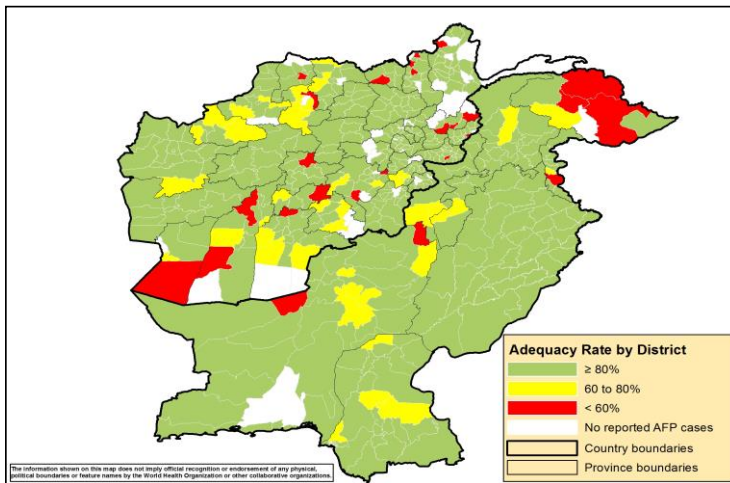 Adequacy Rate by District
≥ 80%
60 to 80%
< 60%
No reported AFP cases
Country boundaries
Province boundaries
The information shown on this map does not imply official recognition or endorsement of any physical,
political boundaries or feature names by the World Health Organization or other collaborative organizations.